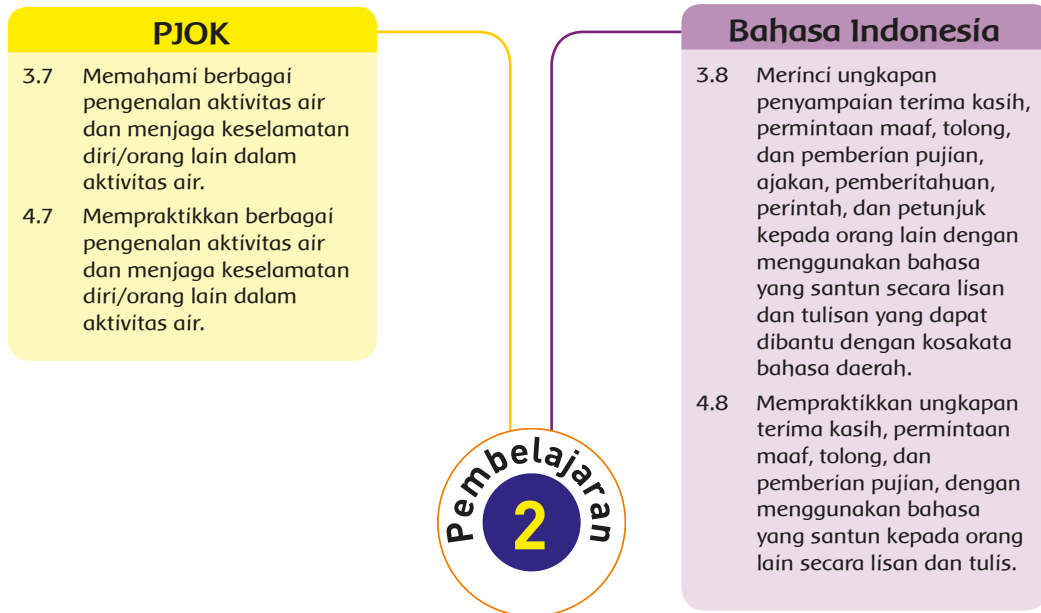 PJOK
3.7 Memahami berbagai
pengenalan aktivitas air
dan menjaga keselamatan
diri/orang lain dalam
aktivitas air.
4.7 Mempraktikkan berbagai
pengenalan aktivitas air
dan menjaga keselamatan
diri/orang lain dalam
aktivitas air.
Bahasa Indonesia
3.8 Merinci ungkapan
penyampaian terima kasih,
permintaan maaf, tolong,
dan pemberian pujian,
ajakan, pemberitahuan,
perintah, dan petunjuk
kepada orang lain dengan
menggunakan bahasa
yang santun secara lisan
dan tulisan yang dapat
dibantu dengan kosakata
bahasa daerah.
4.8 Mempraktikkan ungkapan
terima kasih, permintaan
maaf, tolong, dan
pemberian pujian, dengan
menggunakan bahasa
yang santun kepada orang
lain secara lisan dan tulis.
Pembelajaran
2